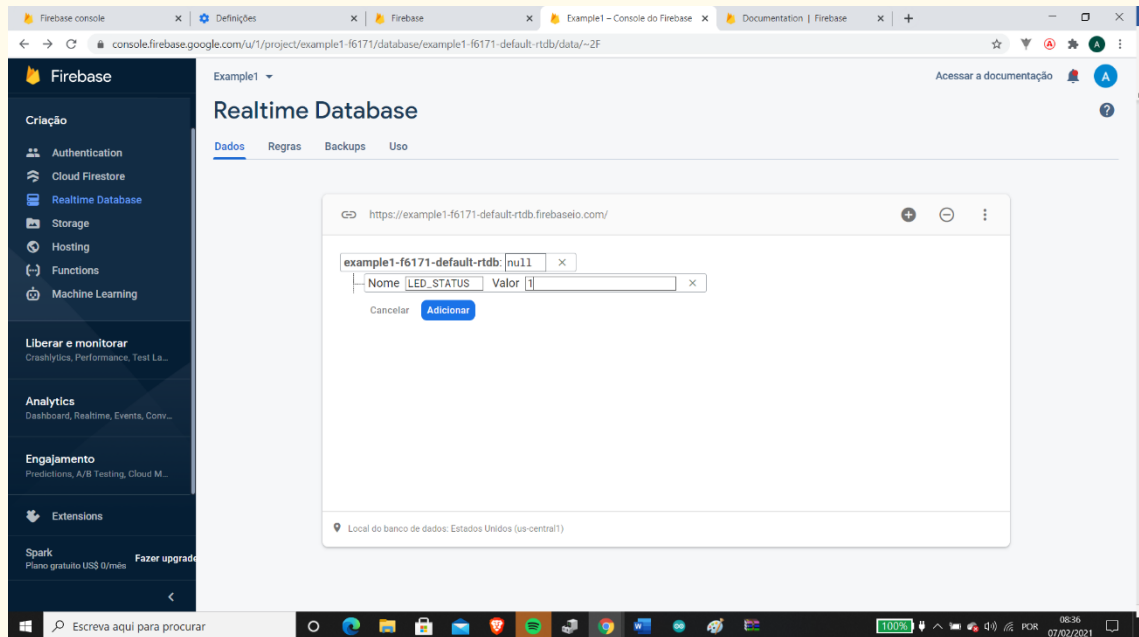 Firebase console
Definições
Firebase
Example1 – Console do Firebase
Documentation | Firebase
console.firebase.google.com/u/1/project/example1-f6171/database/example1-f6171-default-rtdb/data/~2F
Firebase
Example1
Acessar a documentação
A
Realtime Database
Criação
Dados Regras Backups Uso
Authentication
Cloud Firestore
Realtime Database
Storage
Hosting
Functions
Machine Learning
https://example1-f6171-default-rtdb.firebaseio.com/
example1-f6171-default-rtdb: null
Nome LED_STATUS Valor 1
Cancelar Adicionar
Liberar e monitorar
Crashlytics, Performance, Test La...
Analytics
Dashboard, Realtime, Events, Conv...
Engajamento
Predictions, A/B Testing, Cloud M...
Extensions
Local do banco de dados: Estados Unidos (us-central1)
Spark
Plano gratuito US$ 0/mês
Fazer upgrade
Escreva aqui para procurar
100%
POR
08:36
07/02/2021